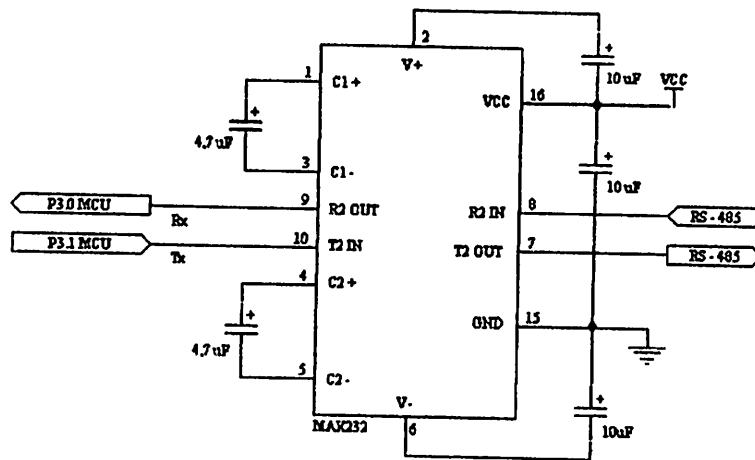 2
V+
10uF
VCC
1
C1+
VCC
16
4.7uF
10uF
3
C1-
P3.0 MCU
Rx
9
R2 OUT
R2 IN
8
RS-485
P3.1 MCU
Tx
10
T2 IN
T2 OUT
7
RS-485
4
C2+
GND
15
4.7uF
5
C2-
V-
MAX232
6
10uF